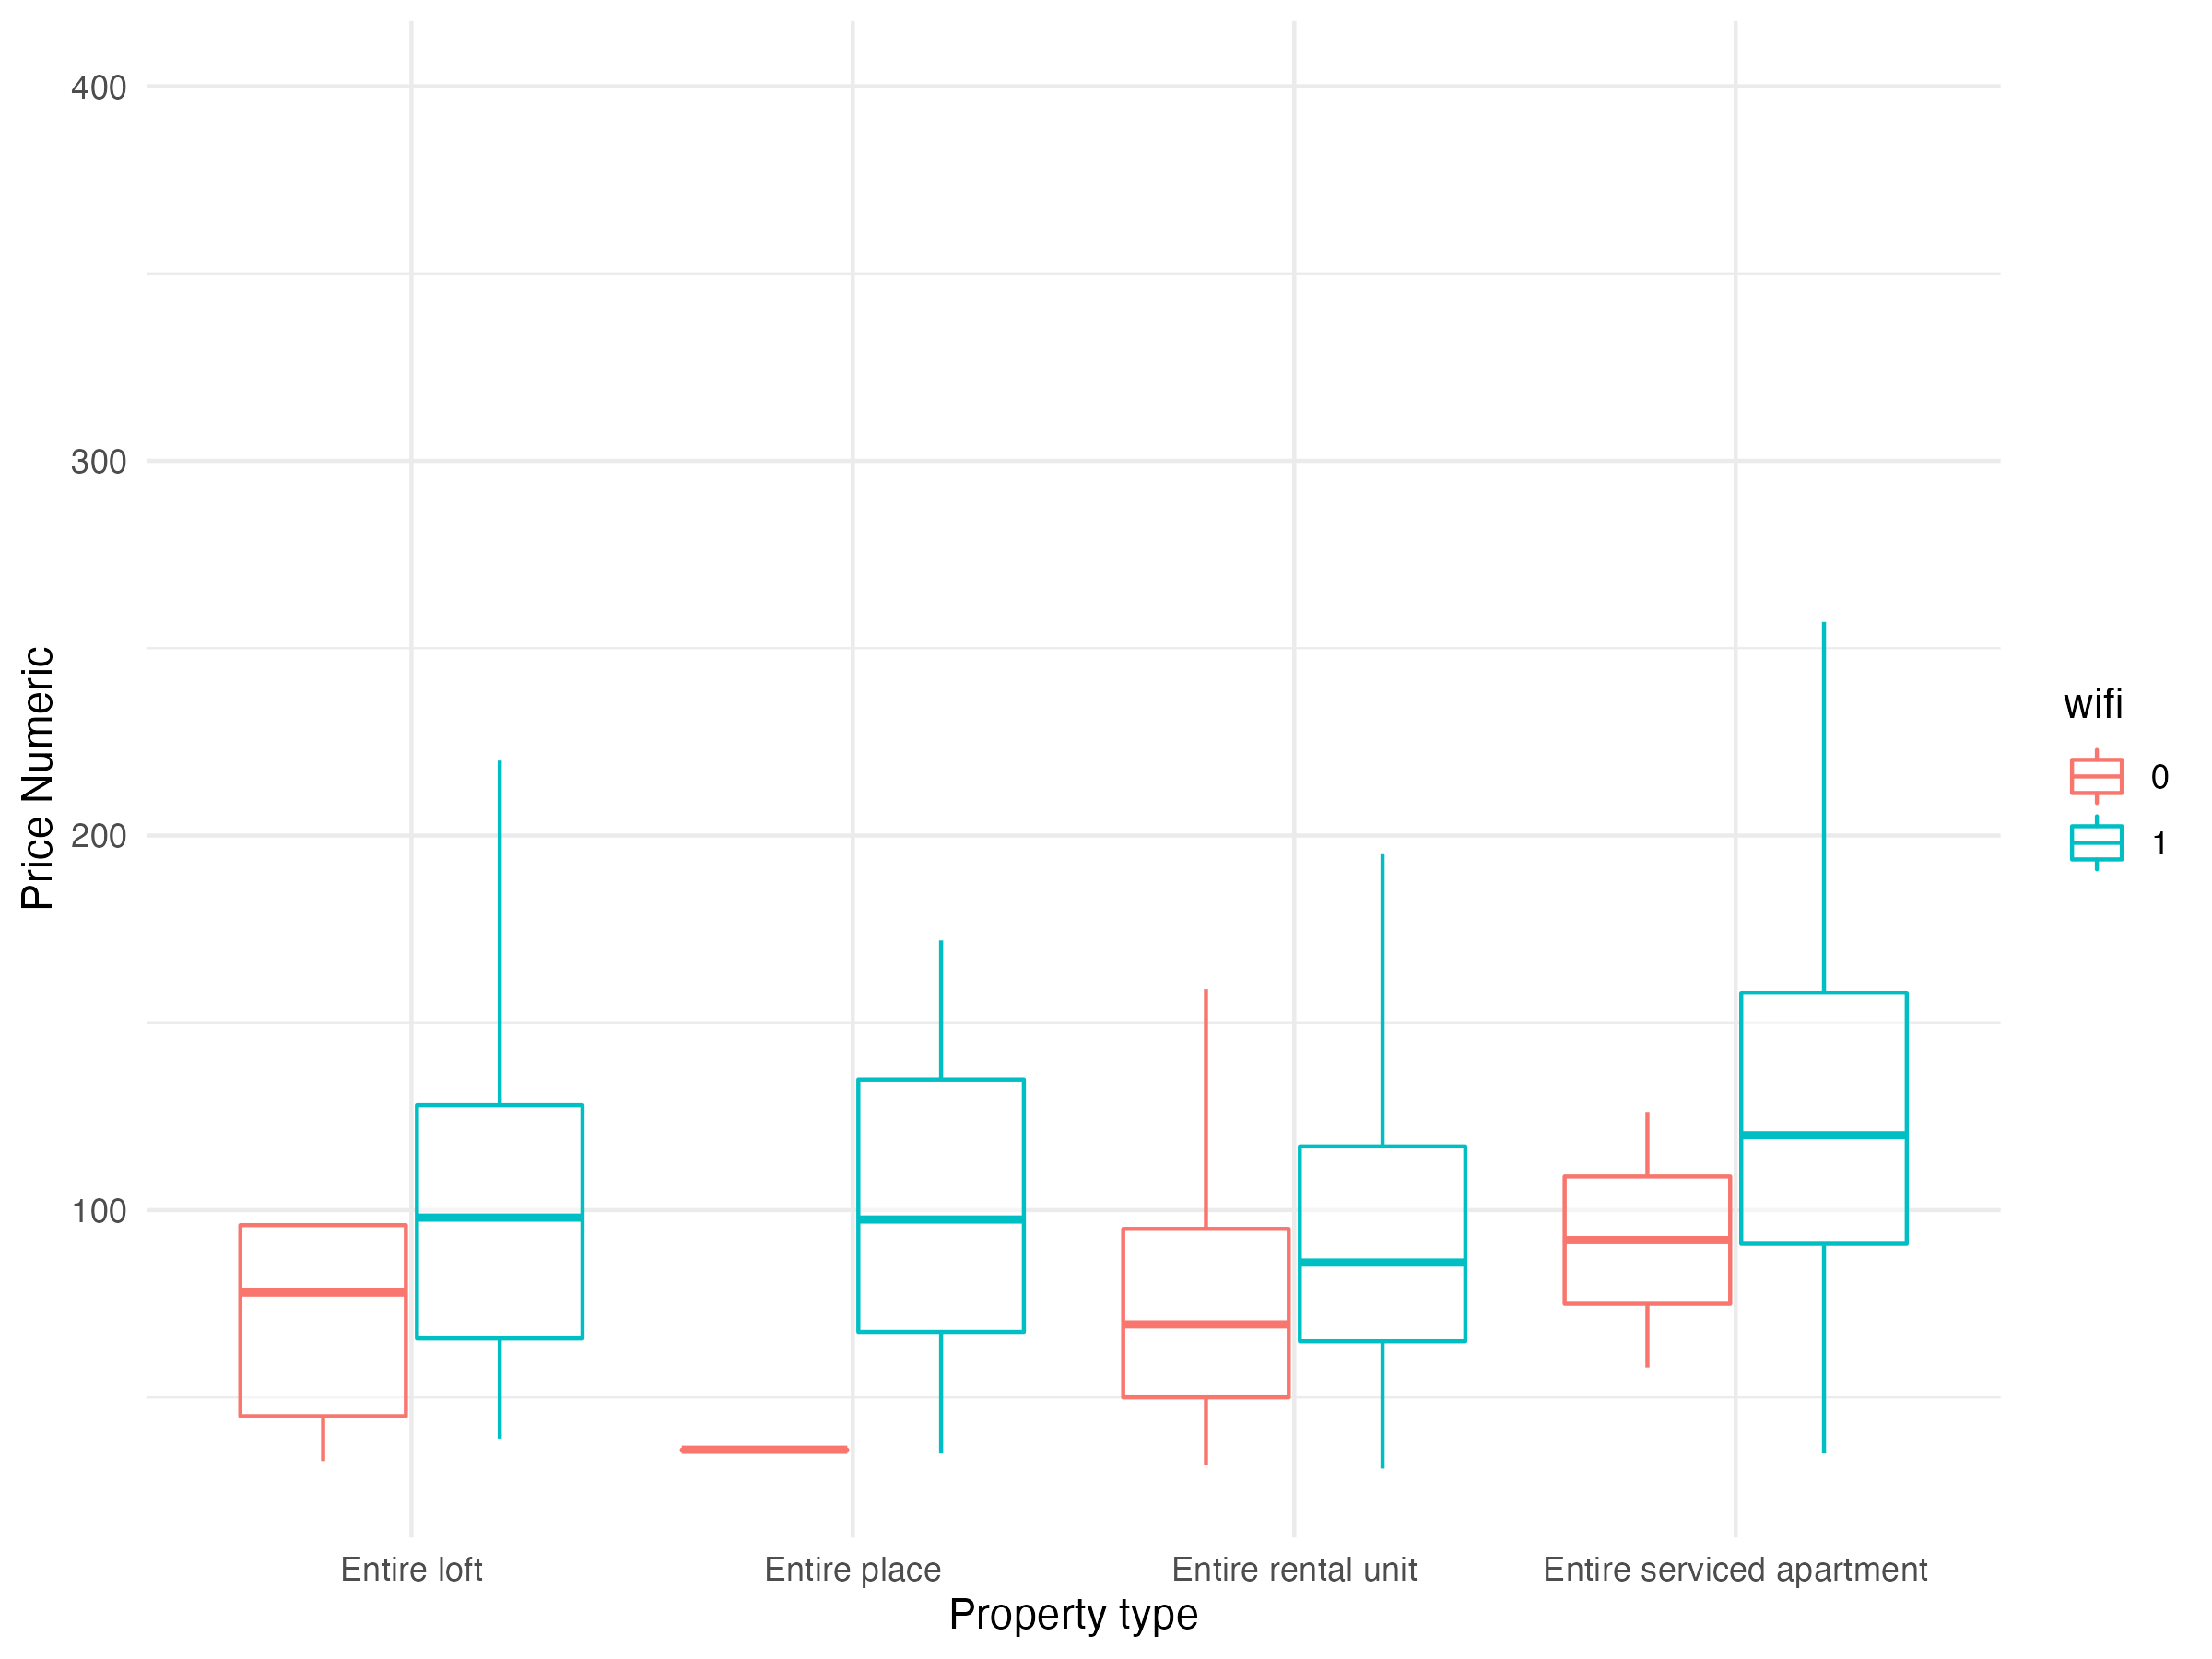 400
300
200
100
Price Numeric
Entire loft
Entire place
Entire rental unit
Entire serviced apartment
Property type
wifi
0
1